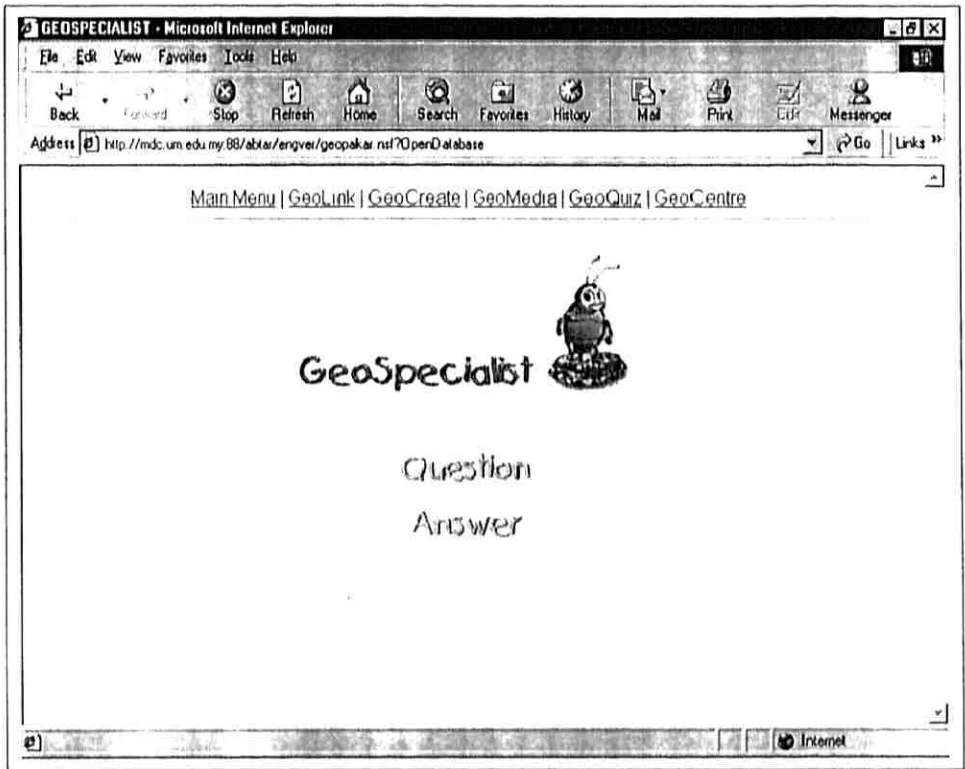 GEOSPECIALIST - Microsoft Internet Explorer
File Edit View Favorites Tools Help
Back Forward Stop Refresh Home Search Favorites History Mail Print Edit Messenger
Address http://mdc.um.edu.my:88/abtar/engver/geopakar.nsf?OpenDatabase Go Links »
Main Menu | GeoLink | GeoCreate | GeoMedia | GeoQuiz | GeoCentre
GeoSpecialist
Question
Answer
Internet